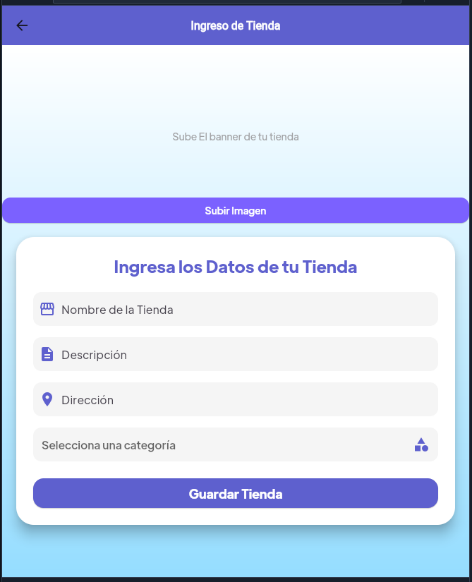 Ingreso de Tienda
Sube El banner de tu tienda
Subir Imagen
Ingresa los Datos de tu Tienda
Nombre de la Tienda
Descripción
Dirección
Selecciona una categoría
Guardar Tienda